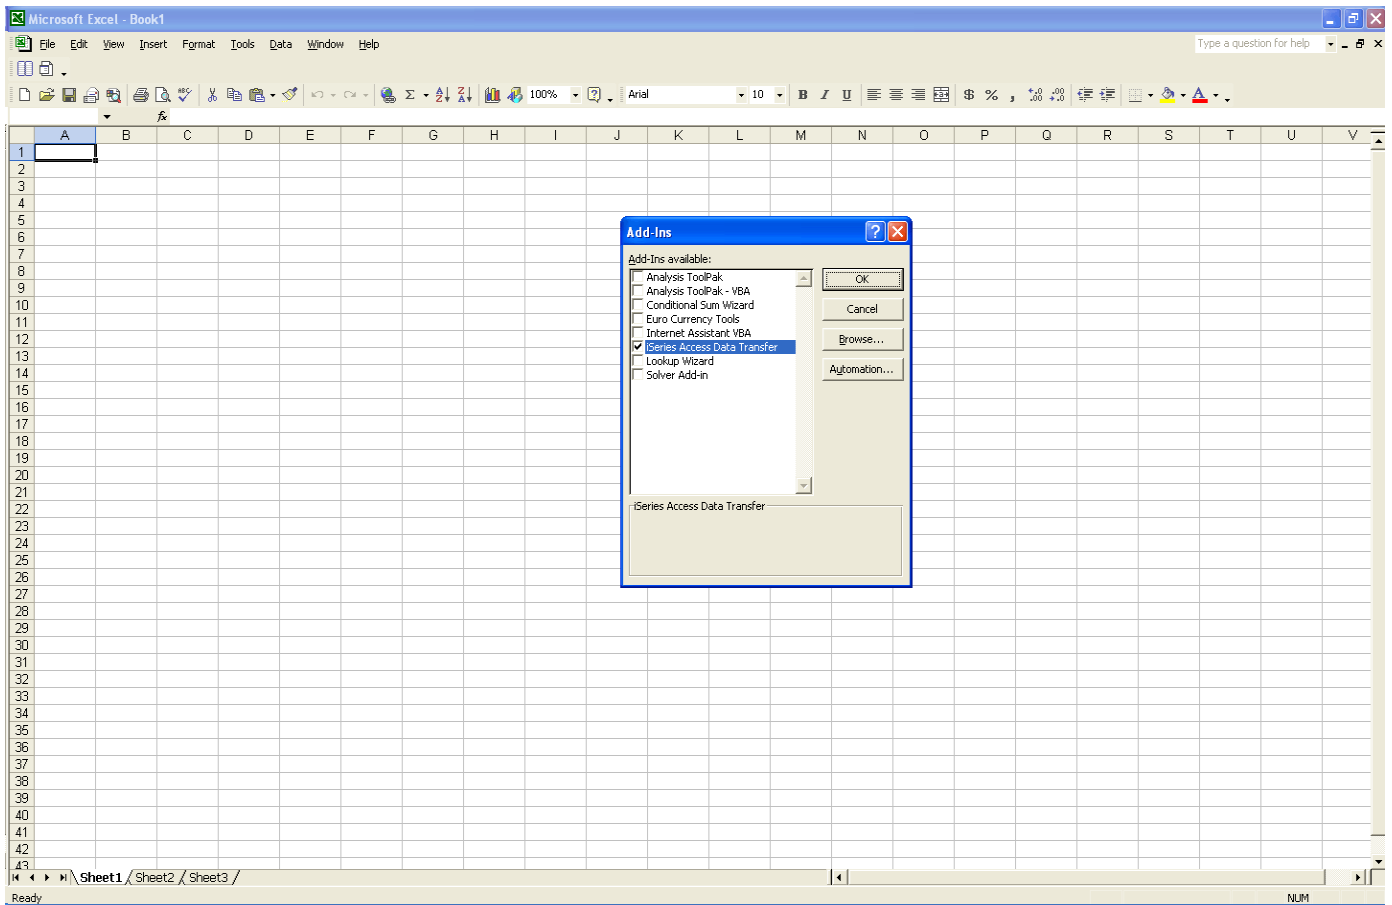 Microsoft Excel - Book1
File Edit View Insert Format Tools Data Window Help Type a question for help
100% Arial 10 B I U $ % ,
fx
A B C D E F G H I J K L M N O P Q R S T U V
1
2
3
4
5
6
7
8
9
10
11
12
13
14
15
16
17
18
19
20
21
22
23
24
25
26
27
28
29
30
31
32
33
34
35
36
37
38
39
40
41
42
43
Add-Ins
Add-Ins available:
Analysis ToolPak
Analysis ToolPak - VBA
Conditional Sum Wizard
Euro Currency Tools
Internet Assistant VBA
iSeries Access Data Transfer
Lookup Wizard
Solver Add-in
OK
Cancel
Browse...
Automation...
iSeries Access Data Transfer
Sheet1 Sheet2 Sheet3
Ready NUM